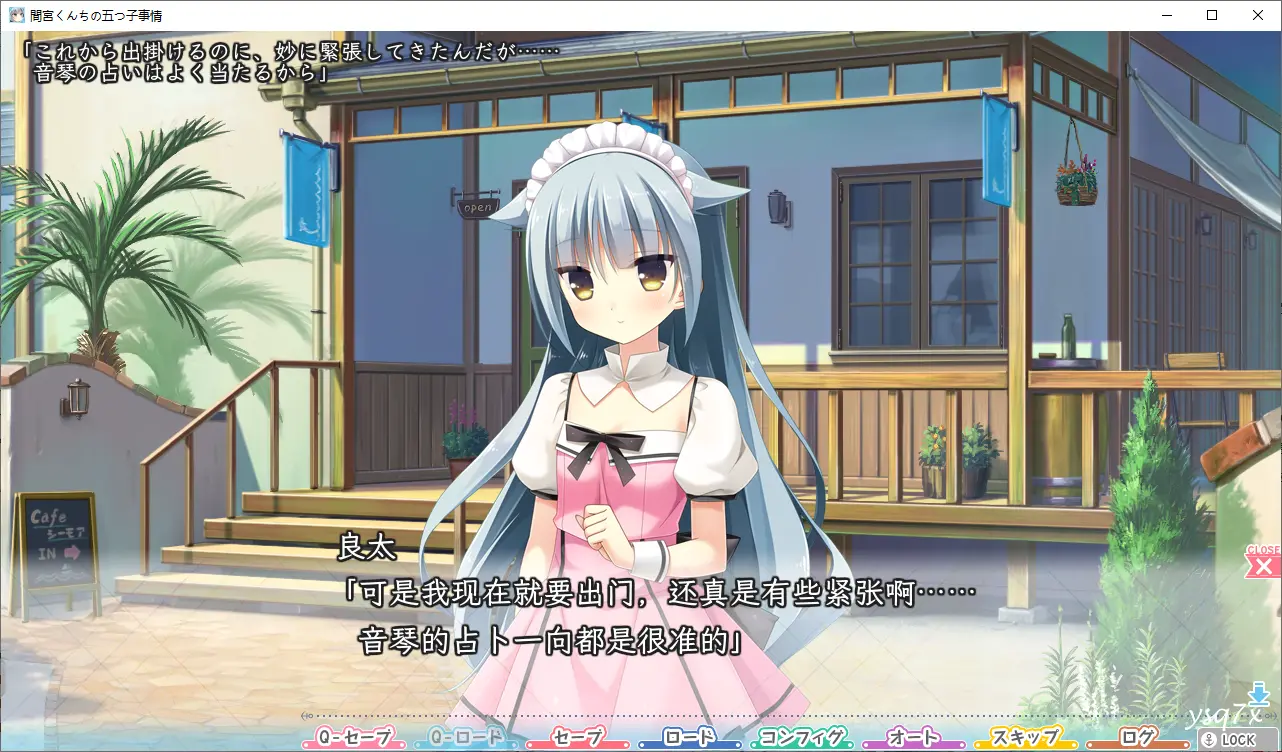 間宮くんちの五つ子事情
「これから出掛けるのに、妙に緊張してきたんだが……
音琴の占いはよく当たるから」
open
Cafe
シーモア
IN
良太
「可是我现在就要出门，还真是有些紧张啊……
音琴的占卜一向都是很准的」
CLOSE
ysq7x
Q-セーブ
Q-ロード
セーブ
ロード
コンフィグ
オート
スキップ
ログ
LOCK